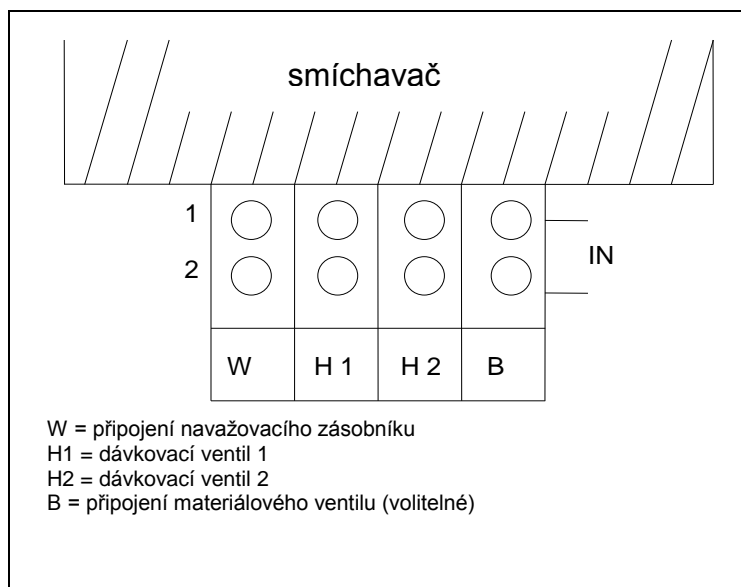 smíchavač
1
2
IN
W H 1 H 2 B
W = připojení navažovacího zásobníku
H1 = dávkovací ventil 1
H2 = dávkovací ventil 2
B = připojení materiálového ventilu (volitelné)